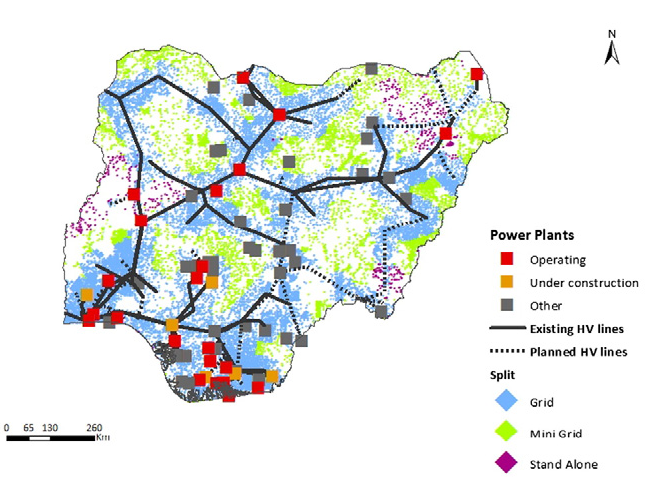 N
Power Plants
Operating
Under construction
Other
Existing HV lines
Planned HV lines
Split
Grid
Mini Grid
Stand Alone
0 65 130 260
Km